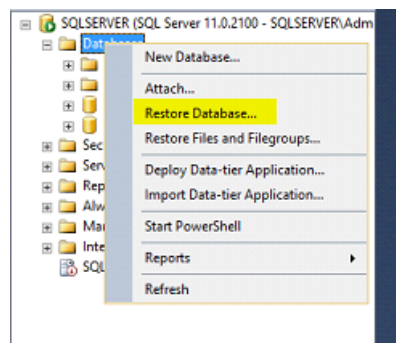 SQLSERVER (SQL Server 11.0.2100 - SQLSERVER\Adm
Databases
New Database...
Attach...
Restore Database...
Restore Files and Filegroups...
Deploy Data-tier Application...
Import Data-tier Application...
Start PowerShell
Reports
Refresh
Sec
Serv
Rep
Alw
Mar
Inte
SQL